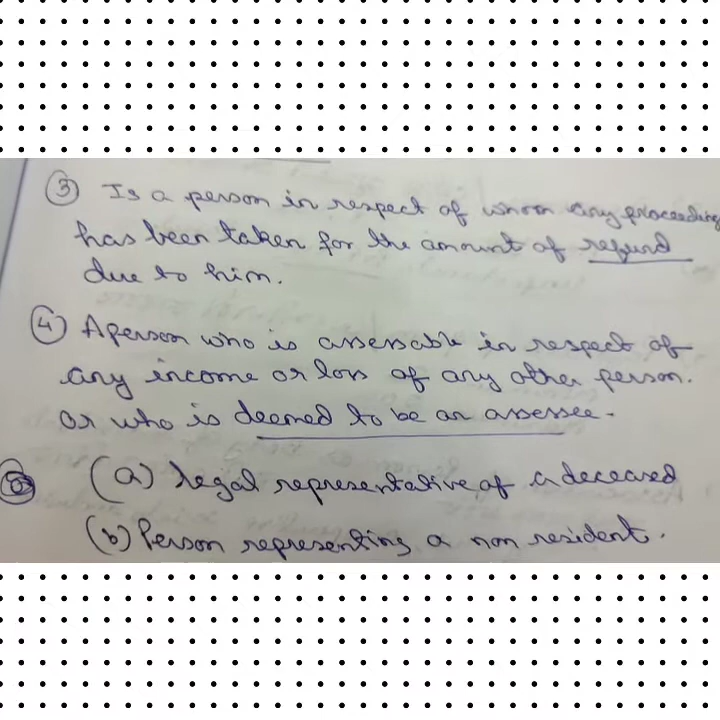 ③ Is a person in respect of whom any proceeding
has been taken for the amount of refund
due to him.
④ A person who is assessable in respect of
any income or loss of any other person.
or who is deemed to be an assessee.
(a) legal representative of a deceased
(b) Person representing a non resident.